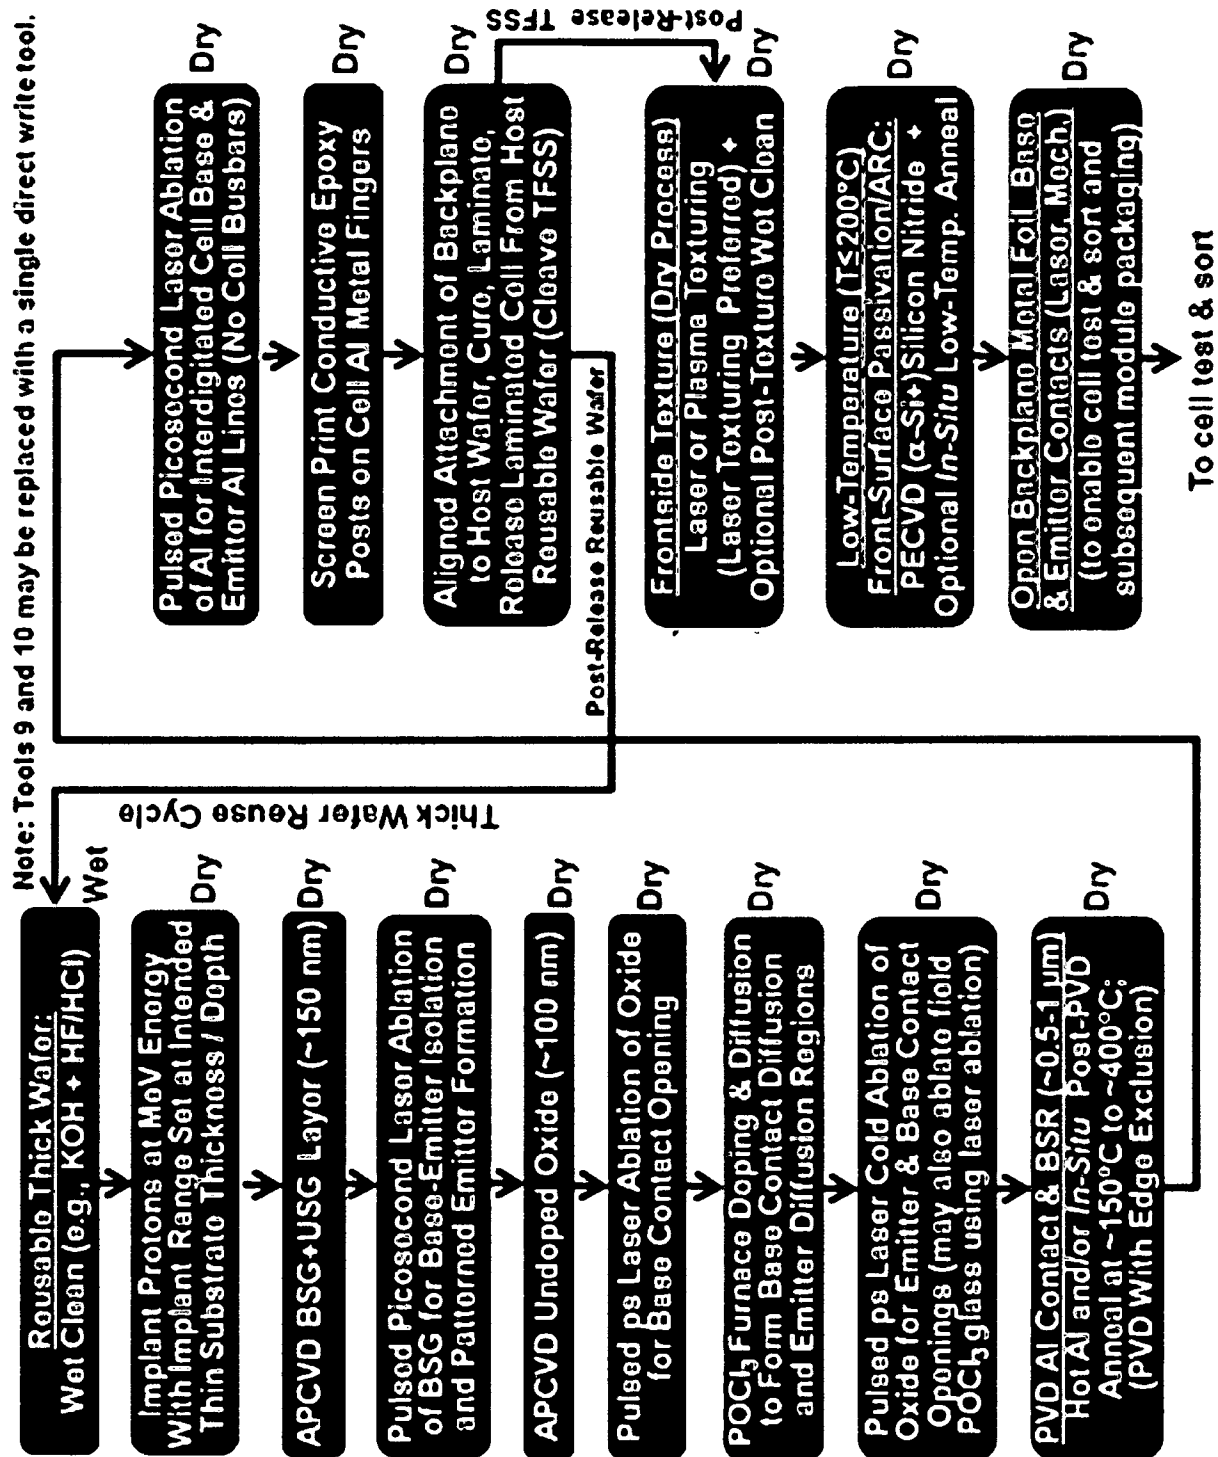 Note: Tools 9 and 10 may be replaced with a single direct write tool.
Reusable Thick Wafer:
Wet Clean (e.g., KOH + HF/HCl)
Wet
Implant Protons at MeV Energy
With Implant Range Set at Intended
Thin Substrate Thickness / Depth
Dry
APCVD BSG+USG Layer (~150 nm)
Dry
Pulsed Picosecond Laser Ablation
of BSG for Base-Emitter Isolation
and Patterned Emitter Formation
Dry
APCVD Undoped Oxide (~100 nm)
Dry
Pulsed ps Laser Ablation of Oxide
for Base Contact Opening
Dry
POCl₃ Furnace Doping & Diffusion
to Form Base Contact Diffusion
and Emitter Diffusion Regions
Dry
Pulsed ps Laser Cold Ablation of
Oxide for Emitter & Base Contact
Openings (may also ablate field
POCl₃ glass using laser ablation)
Dry
PVD Al Contact & BSR (~0.5-1 µm)
Hot Al and/or In-Situ Post-PVD
Anneal at ~150°C to ~400°C;
(PVD With Edge Exclusion)
Dry
Thick Wafer Reuse Cycle
Post-Release Reusable Wafer
Pulsed Picosecond Laser Ablation
of Al for Interdigitated Cell Base &
Emitter Al Lines (No Cell Busbars)
Dry
Screen Print Conductive Epoxy
Posts on Cell Al Metal Fingers
Dry
Aligned Attachment of Backplane
to Host Wafer, Cure, Laminate,
Release Laminated Cell From Host
Reusable Wafer (Cleave TFSS)
Dry
Post-Release TFSS
Frontside Texture (Dry Process)
Laser or Plasma Texturing
(Laser Texturing Preferred) +
Optional Post-Texture Wet Clean
Dry
Low-Temperature (T≤200°C)
Front-Surface Passivation/ARC:
PECVD (α-Si+)Silicon Nitride +
Optional In-Situ Low-Temp. Anneal
Dry
Open Backplane Metal Foil Base
& Emitter Contacts (Laser, Mech.)
(to enable cell test & sort and
subsequent module packaging)
Dry
To cell test & sort